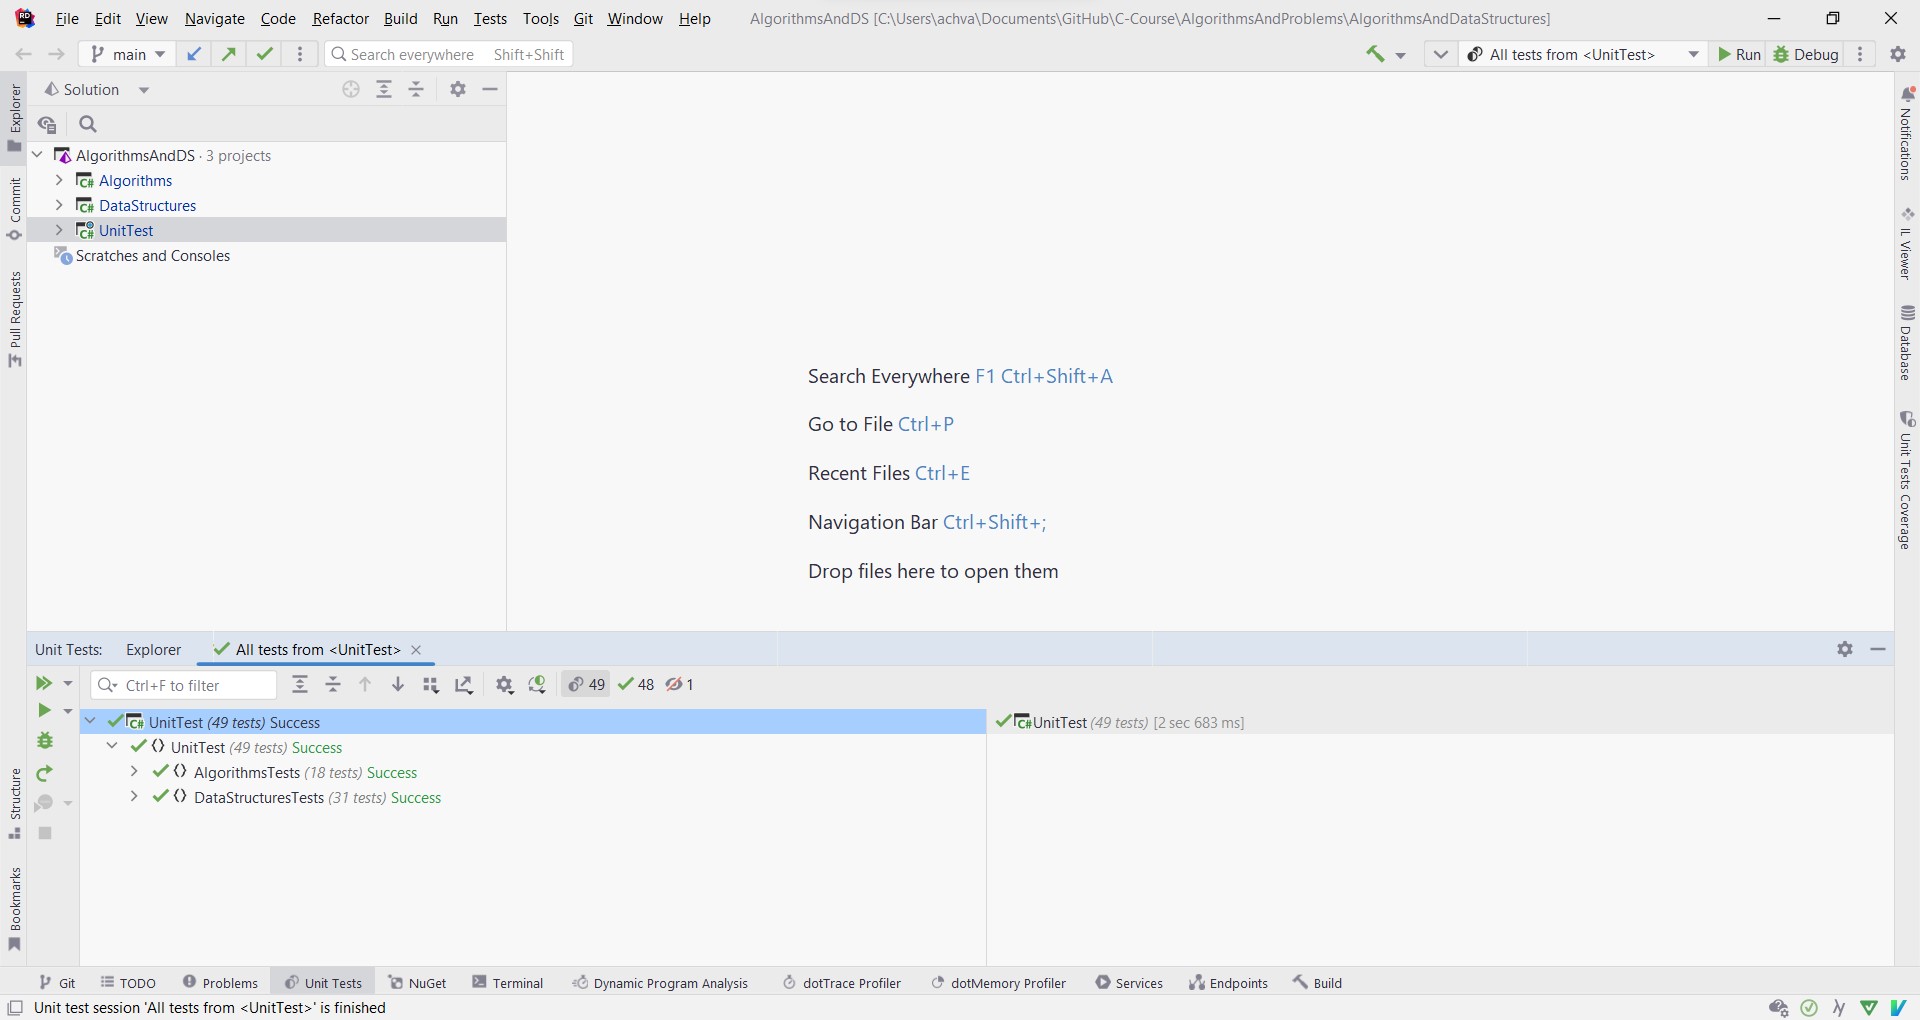 File Edit View Navigate Code Refactor Build Run Tests Tools Git Window Help AlgorithmsAndDS [C:\Users\achva\Documents\GitHub\C-Course\AlgorithmsAndProblems\AlgorithmsAndDataStructures]
main Search everywhere Shift+Shift All tests from <UnitTest> Run Debug
Solution
AlgorithmsAndDS · 3 projects
C# Algorithms
C# DataStructures
C# UnitTest
Scratches and Consoles
Explorer
Commit
Pull Requests
Structure
Bookmarks
Search Everywhere F1 Ctrl+Shift+A
Go to File Ctrl+P
Recent Files Ctrl+E
Navigation Bar Ctrl+Shift+;
Drop files here to open them
Notifications
IL Viewer
Database
Unit Tests Coverage
Unit Tests: Explorer All tests from <UnitTest>
Ctrl+F to filter 49 48 1
C# UnitTest (49 tests) Success
UnitTest (49 tests) Success
AlgorithmsTests (18 tests) Success
DataStructuresTests (31 tests) Success
C# UnitTest (49 tests) [2 sec 683 ms]
Git TODO Problems Unit Tests NuGet Terminal Dynamic Program Analysis dotTrace Profiler dotMemory Profiler Services Endpoints Build
Unit test session 'All tests from <UnitTest>' is finished